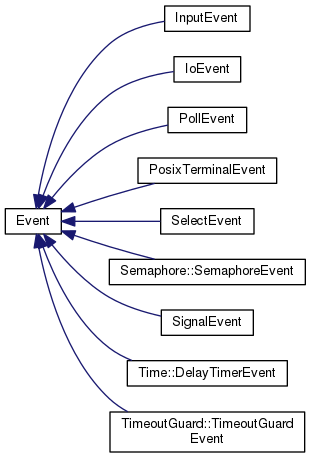 InputEvent
IoEvent
PollEvent
PosixTerminalEvent
Event
SelectEvent
Semaphore::SemaphoreEvent
SignalEvent
Time::DelayTimerEvent
TimeoutGuard::TimeoutGuard
Event